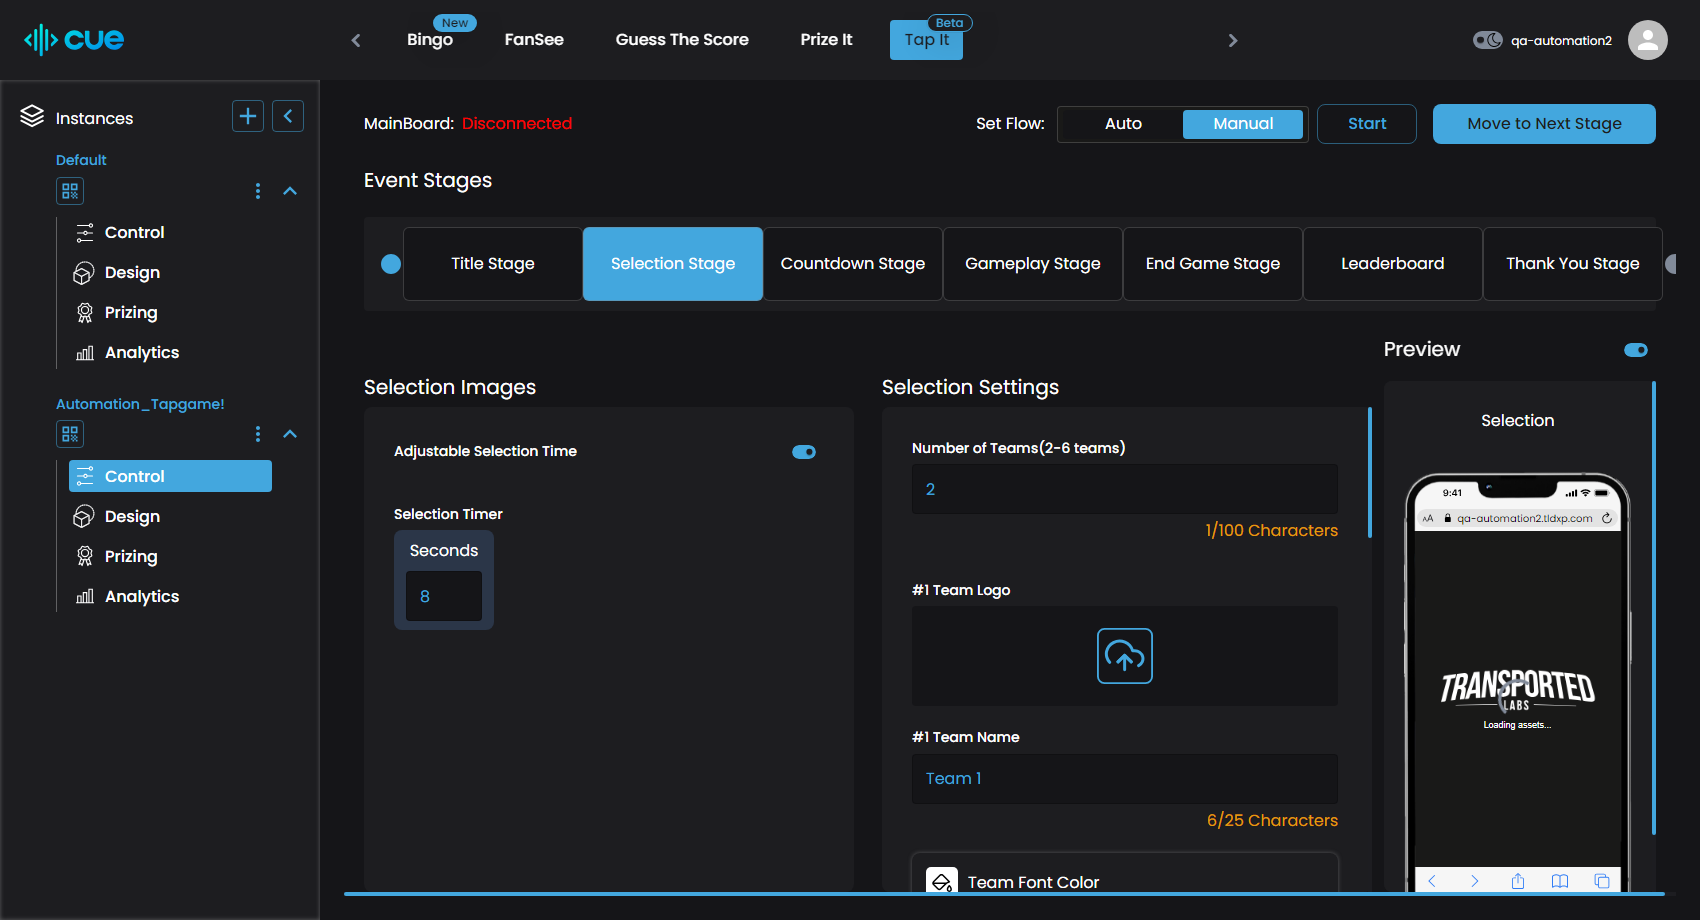 cue
New
Bingo
FanSee
Guess The Score
Prize It
Beta
Tap It
qa-automation2
Instances
Default
Control
Design
Prizing
Analytics
Automation_Tapgame!
Control
Design
Prizing
Analytics
MainBoard: Disconnected
Set Flow:
Auto
Manual
Start
Move to Next Stage
Event Stages
Title Stage
Selection Stage
Countdown Stage
Gameplay Stage
End Game Stage
Leaderboard
Thank You Stage
Selection Images
Adjustable Selection Time
Selection Timer
Seconds
8
Selection Settings
Number of Teams(2-6 teams)
2
1/100 Characters
#1 Team Logo
#1 Team Name
Team 1
6/25 Characters
Team Font Color
Preview
Selection
9:41
AA qa-automation2.tldxp.com
TRANSPORTED
LABS
Loading assets...